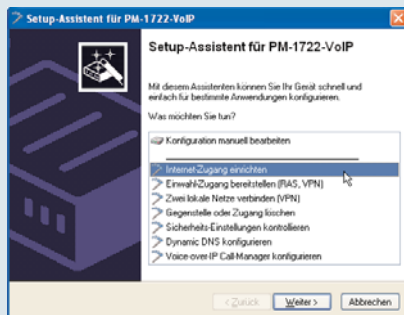 Setup-Assistent für PM-1722-VoIP
Setup-Assistent für PM-1722-VoIP
Mit diesem Assistenten können Sie Ihr Gerät schnell und
einfach für bestimmte Anwendungen konfigurieren.
Was möchten Sie tun?
Konfiguration manuell bearbeiten
Internet-Zugang einrichten
Einwahl-Zugang bereitstellen (RAS, VPN)
Zwei lokale Netze verbinden (VPN)
Gegenstelle oder Zugang löschen
Sicherheits-Einstellungen kontrollieren
Dynamic DNS konfigurieren
Voice-over-IP Call-Manager konfigurieren
< Zurück
Weiter >
Abbrechen